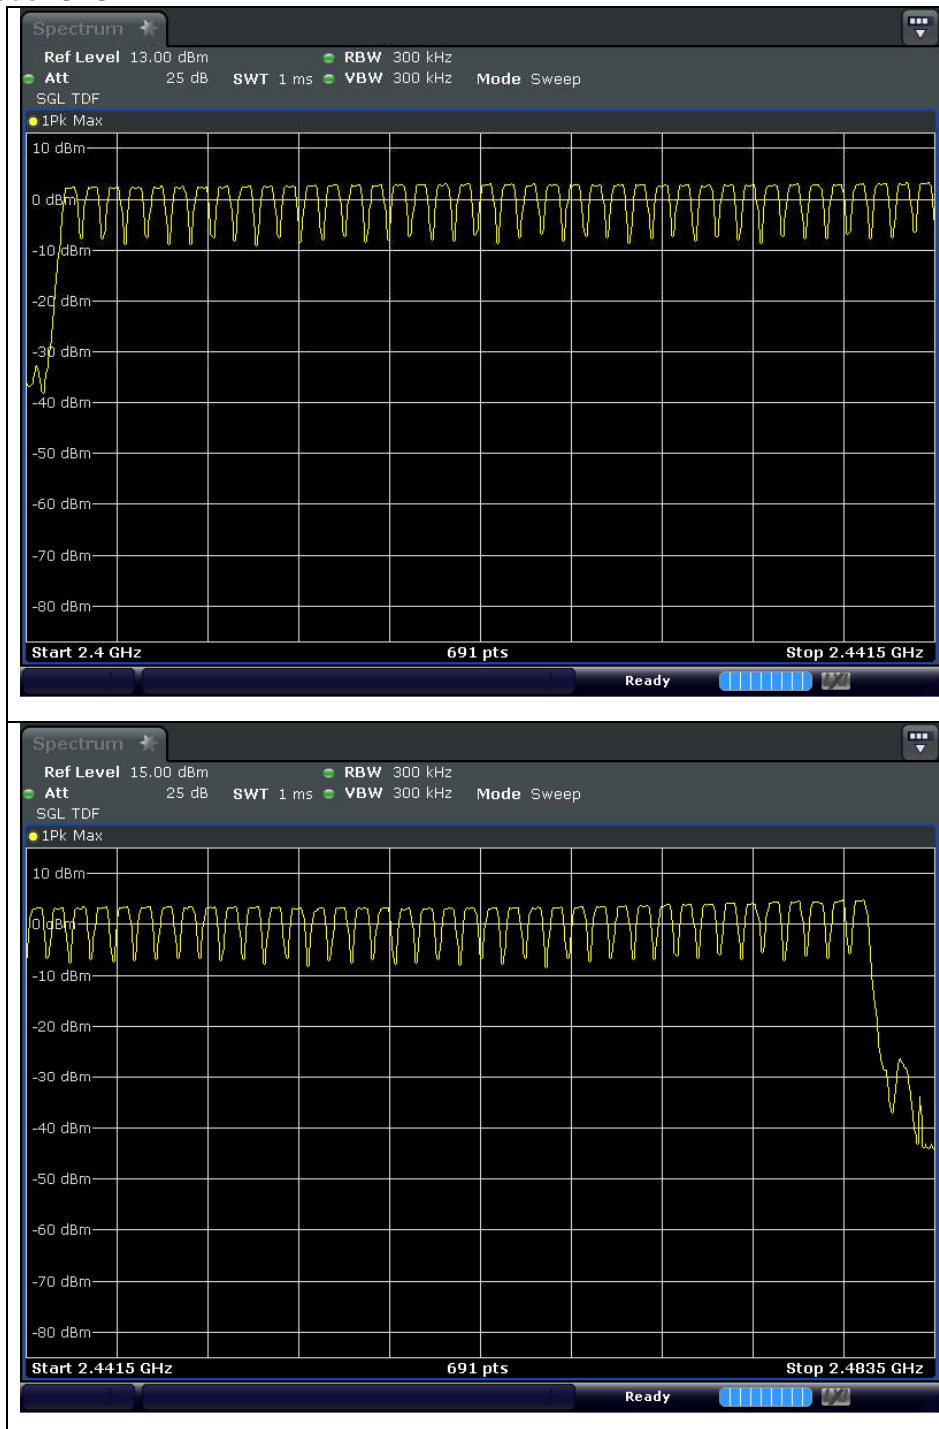 Spectrum
Ref Level 13.00 dBm RBW 300 kHz
Att 25 dB SWT 1 ms VBW 300 kHz Mode Sweep
SGL TDF
1Pk Max
10 dBm
0 dBm
-10 dBm
-20 dBm
-30 dBm
-40 dBm
-50 dBm
-60 dBm
-70 dBm
-80 dBm
Start 2.4 GHz 691 pts Stop 2.4415 GHz
Ready
Spectrum
Ref Level 15.00 dBm RBW 300 kHz
Att 25 dB SWT 1 ms VBW 300 kHz Mode Sweep
SGL TDF
1Pk Max
10 dBm
0 dBm
-10 dBm
-20 dBm
-30 dBm
-40 dBm
-50 dBm
-60 dBm
-70 dBm
-80 dBm
Start 2.4415 GHz 691 pts Stop 2.4835 GHz
Ready